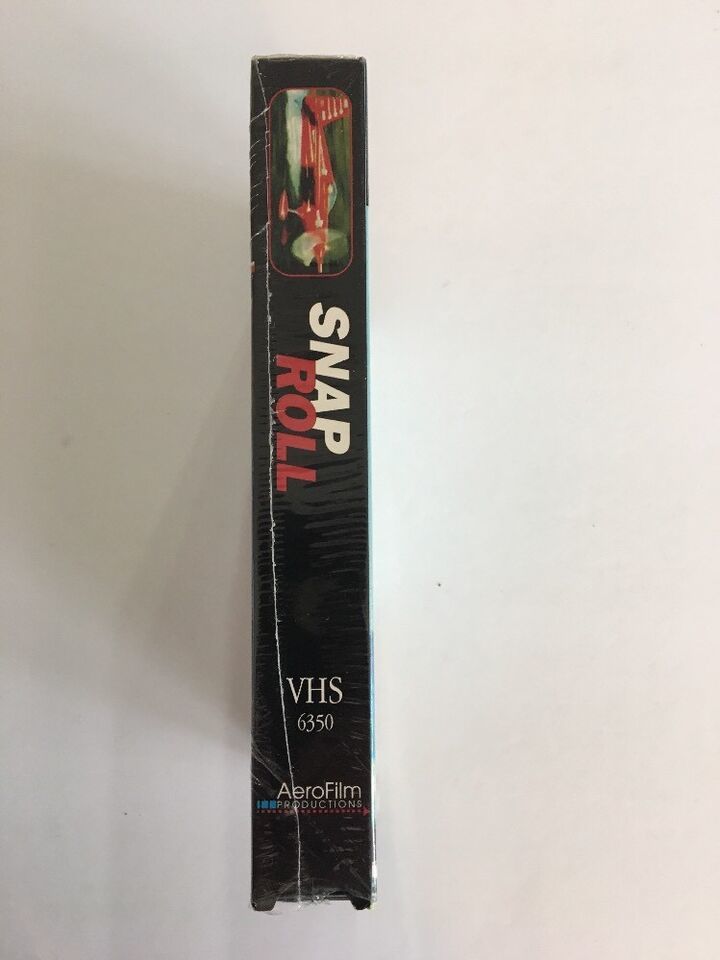 SNAP
ROLL
VHS
6350
AeroFilm
PRODUCTIONS